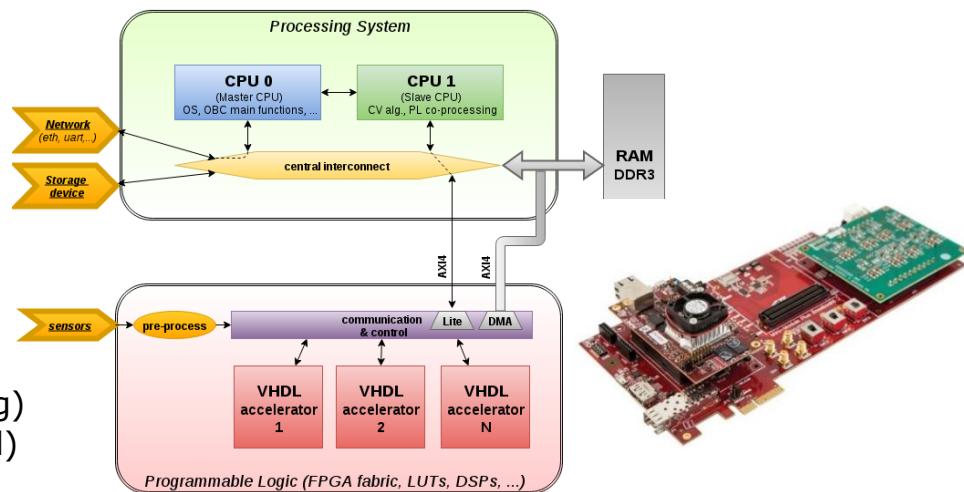 Processing System
CPU 0
(Master CPU)
OS, OBC main functions, ...
CPU 1
(Slave CPU)
CV alg., PL co-processing
Network
(eth, uart,...)
Storage
device
central interconnect
RAM
DDR3
AXI4
AXI4
sensors
pre-process
communication
& control
Lite
DMA
VHDL
accelerator
1
VHDL
accelerator
2
VHDL
accelerator
N
g)
Programmable Logic (FPGA fabric, LUTs, DSPs, ...)